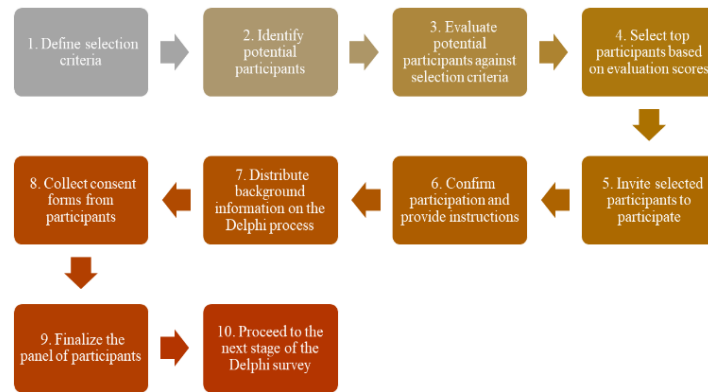 1. Define selection
criteria
2. Identify
potential
participants
3. Evaluate
potential
participants against
selection criteria
4. Select top
participants based
on evaluation scores
5. Invite selected
participants to
participate
6. Confirm
participation and
provide instructions
7. Distribute
background
information on the
Delphi process
8. Collect consent
forms from
participants
9. Finalize the
panel of participants
10. Proceed to the
next stage of the
Delphi survey